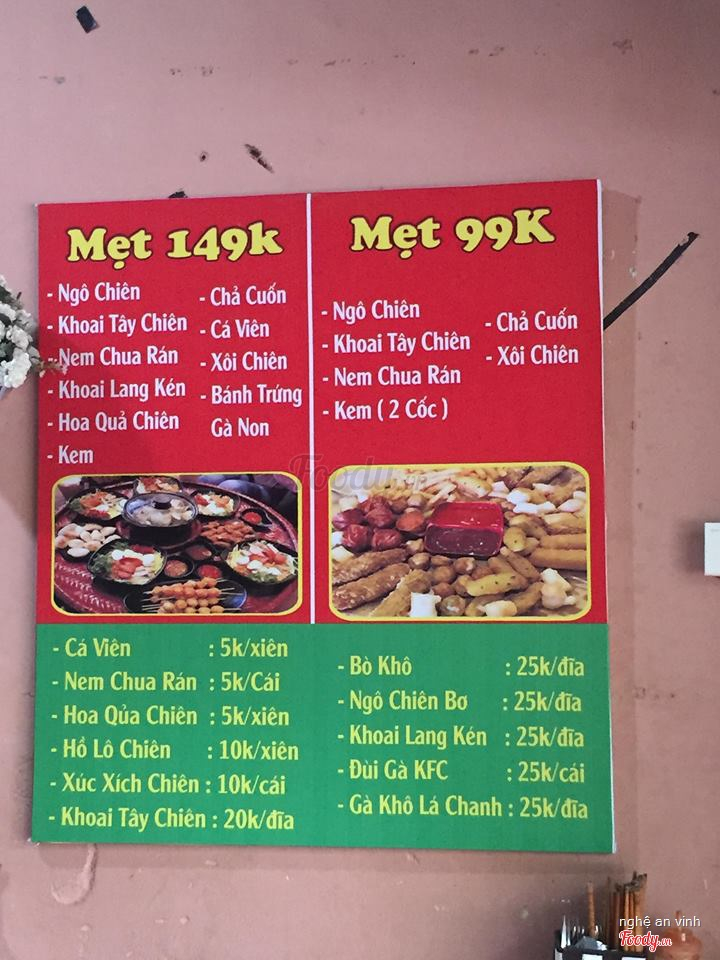 Mẹt 149k
- Ngô Chiên
- Khoai Tây Chiên
- Nem Chua Rán
- Khoai Lang Kén
- Hoa Quả Chiên
- Kem
- Chả Cuốn
- Cá Viên
- Xôi Chiên
- Bánh Trứng
Gà Non
Mẹt 99K
- Ngô Chiên
- Khoai Tây Chiên
- Nem Chua Rán
- Kem ( 2 Cốc )
- Chả Cuốn
- Xôi Chiên
Foody.vn
- Cá Viên : 5k/xiên
- Nem Chua Rán : 5k/Cái
- Hoa Qủa Chiên : 5k/xiên
- Hồ Lô Chiên : 10k/xiên
- Xúc Xích Chiên : 10k/cái
- Khoai Tây Chiên : 20k/đĩa
- Bò Khô : 25k/đĩa
- Ngô Chiên Bơ : 25k/đĩa
- Khoai Lang Kén : 25k/đĩa
- Đùi Gà KFC : 25k/cái
- Gà Khô Lá Chanh : 25k/đĩa
nghệ an vinh
Foody.vn